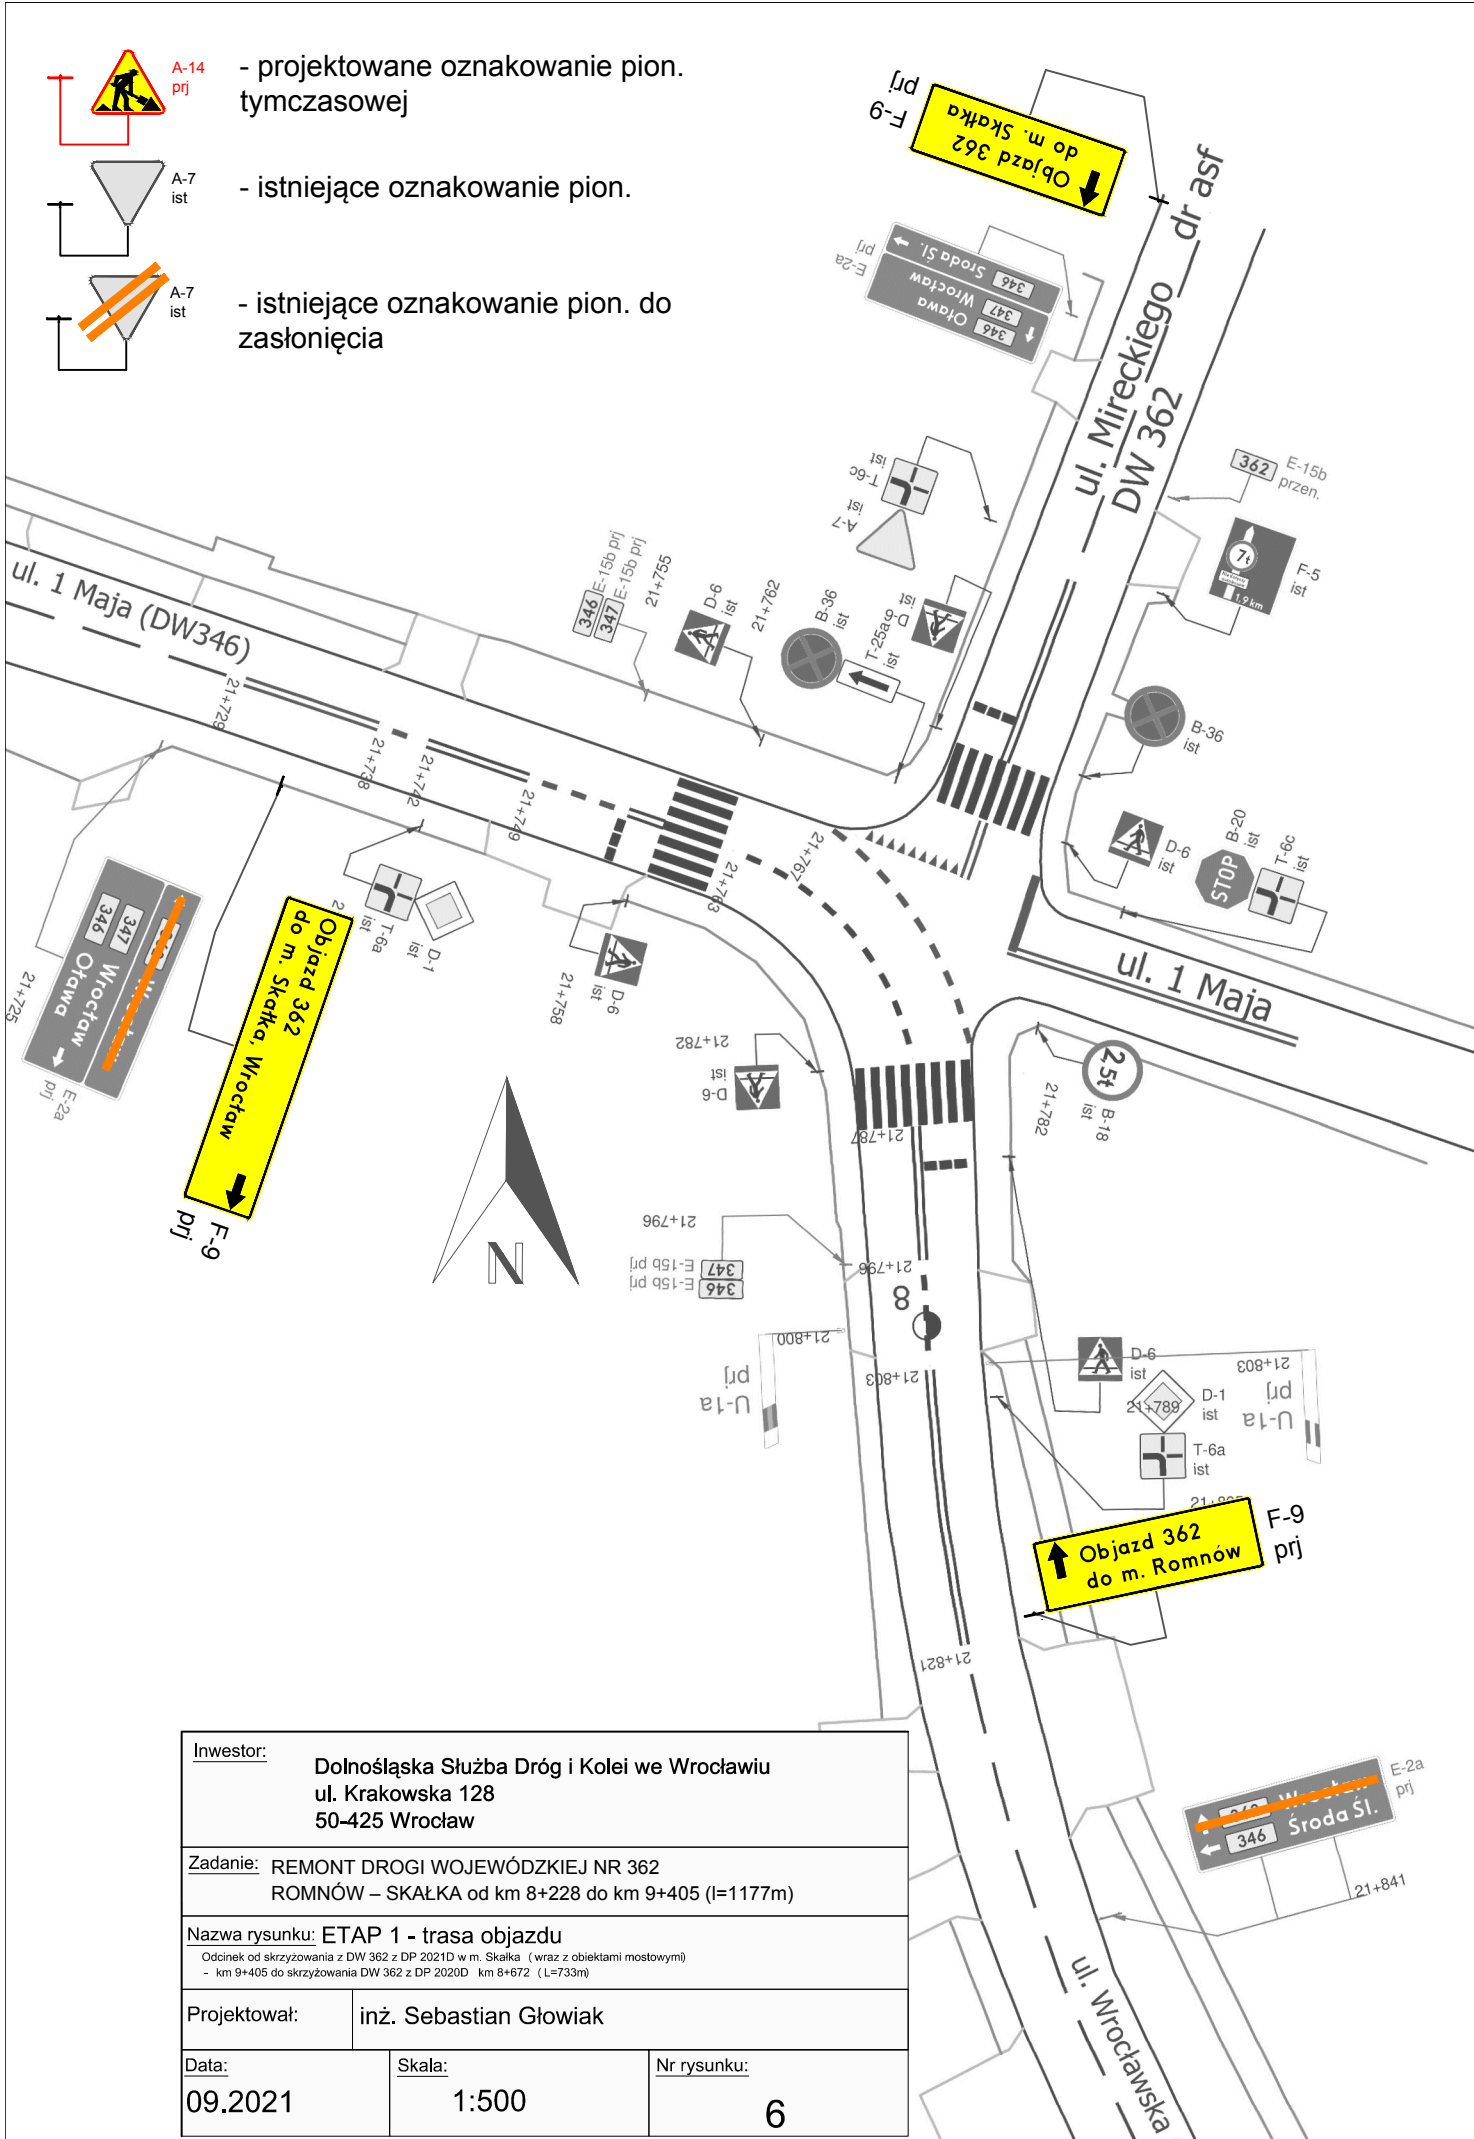 A-14
prj
- projektowane oznakowanie pion.
tymczasowej
A-7
ist
- istniejące oznakowanie pion.
A-7
ist
- istniejące oznakowanie pion. do
zasłonięcia
F-9
prj
Objazd 362
do m. Skałka
dr asf
ul. Mireckiego
DW 362
E-2a
prj
346 Oława
347 Wrocław
346 Środa Śl.
T-6c
ist
A-7
ist
362
E-15b
przen.
7t
1,9 km
F-5
ist
346 E-15b prj
347 E-15b prj
21+755
D-6
ist
21+762
B-36
ist
T-25a
ist
D-6
ist
B-36
ist
D-6
ist
B-20
ist
STOP
T-6c
ist
ul. 1 Maja (DW346)
21+729
21+738
21+742
21+749
21+763
21+767
ul. 1 Maja
T-6a
ist
D-1
ist
D-6
ist
21+758
346 Oława
347 Wrocław
21+725
E-2a
prj
Objazd 362
do m. Skałka, Wrocław
F-9
prj
21+782
D-6
ist
2,5t
B-18
ist
21+782
21+787
N
21+796
347 E-15b prj
346 E-15b prj
21+796
8
21+800
U-1a
prj
21+803
D-6
ist
D-1
ist
21+789
T-6a
ist
21+803
U-1a
prj
Objazd 362
do m. Romnów
F-9
prj
21+821
Wrocław
346 Środa Śl.
E-2a
prj
21+841
ul. Wrocławska
Inwestor:
Dolnośląska Służba Dróg i Kolei we Wrocławiu
ul. Krakowska 128
50-425 Wrocław
Zadanie: REMONT DROGI WOJEWÓDZKIEJ NR 362
ROMNÓW – SKAŁKA od km 8+228 do km 9+405 (l=1177m)
Nazwa rysunku: ETAP 1 - trasa objazdu
Odcinek od skrzyżowania z DW 362 z DP 2021D w m. Skałka ( wraz z obiektami mostowymi)
- km 9+405 do skrzyżowania DW 362 z DP 2020D km 8+672 ( L=733m)
Projektował: inż. Sebastian Głowiak
Data:
09.2021
Skala:
1:500
Nr rysunku:
6